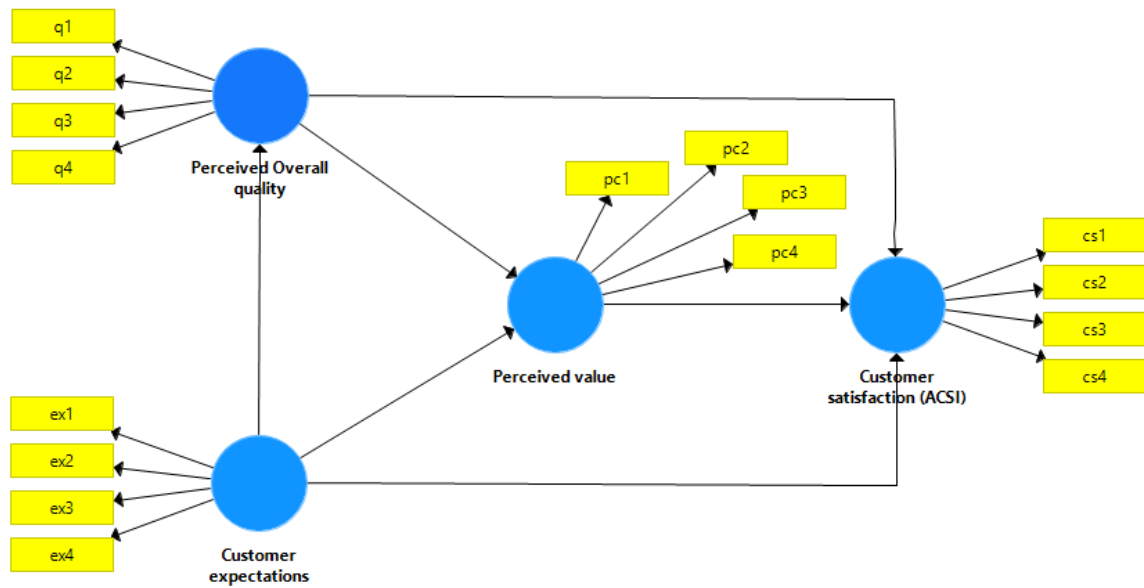 q1
q2
q3
q4
Perceived Overall
quality
pc1
pc2
pc3
pc4
Perceived value
cs1
cs2
cs3
cs4
Customer
satisfaction (ACSI)
ex1
ex2
ex3
ex4
Customer
expectations